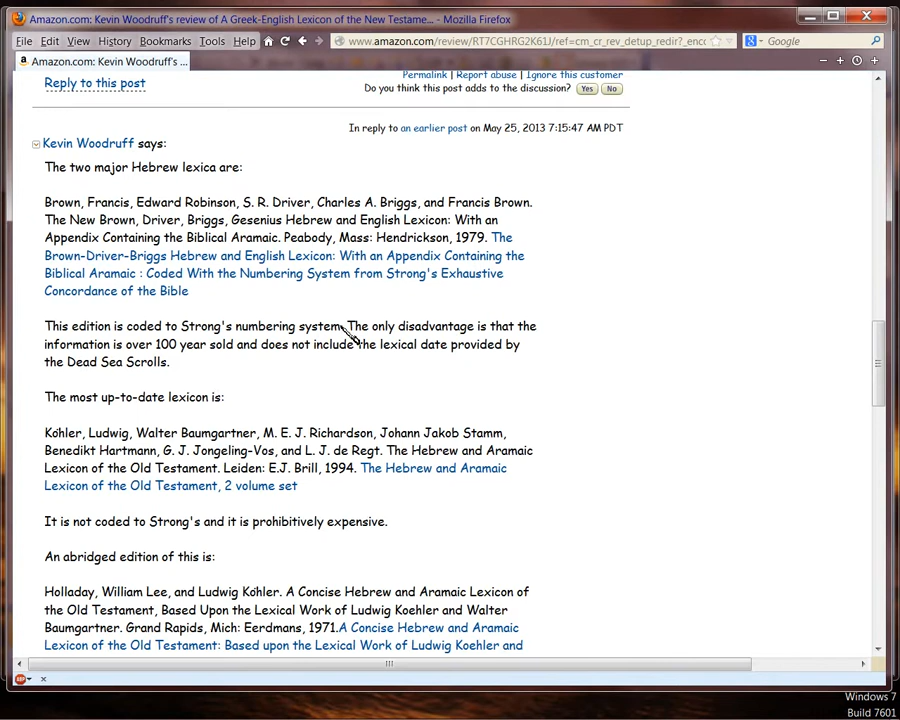 Amazon.com: Kevin Woodruff's review of A Greek-English Lexicon of the New Testame... - Mozilla Firefox
File Edit View History Bookmarks Tools Help
www.amazon.com/review/RT7CGHRG2K61J/ref=cm_cr_rev_detup_redir?_enc
Google
Amazon.com: Kevin Woodruff's ...
Permalink | Report abuse | Ignore this customer
Reply to this post
Do you think this post adds to the discussion? Yes No
In reply to an earlier post on May 25, 2013 7:15:47 AM PDT
Kevin Woodruff says:
The two major Hebrew lexica are:
Brown, Francis, Edward Robinson, S. R. Driver, Charles A. Briggs, and Francis Brown.
The New Brown, Driver, Briggs, Gesenius Hebrew and English Lexicon: With an
Appendix Containing the Biblical Aramaic. Peabody, Mass: Hendrickson, 1979. The
Brown-Driver-Briggs Hebrew and English Lexicon: With an Appendix Containing the
Biblical Aramaic : Coded With the Numbering System from Strong's Exhaustive
Concordance of the Bible
This edition is coded to Strong's numbering system. The only disadvantage is that the
information is over 100 year sold and does not include the lexical date provided by
the Dead Sea Scrolls.
The most up-to-date lexicon is:
Köhler, Ludwig, Walter Baumgartner, M. E. J. Richardson, Johann Jakob Stamm,
Benedikt Hartmann, G. J. Jongeling-Vos, and L. J. de Regt. The Hebrew and Aramaic
Lexicon of the Old Testament. Leiden: E.J. Brill, 1994. The Hebrew and Aramaic
Lexicon of the Old Testament, 2 volume set
It is not coded to Strong's and it is prohibitively expensive.
An abridged edition of this is:
Holladay, William Lee, and Ludwig Köhler. A Concise Hebrew and Aramaic Lexicon of
the Old Testament, Based Upon the Lexical Work of Ludwig Koehler and Walter
Baumgartner. Grand Rapids, Mich: Eerdmans, 1971.A Concise Hebrew and Aramaic
Lexicon of the Old Testament: Based upon the Lexical Work of Ludwig Koehler and
Windows 7
Build 7601